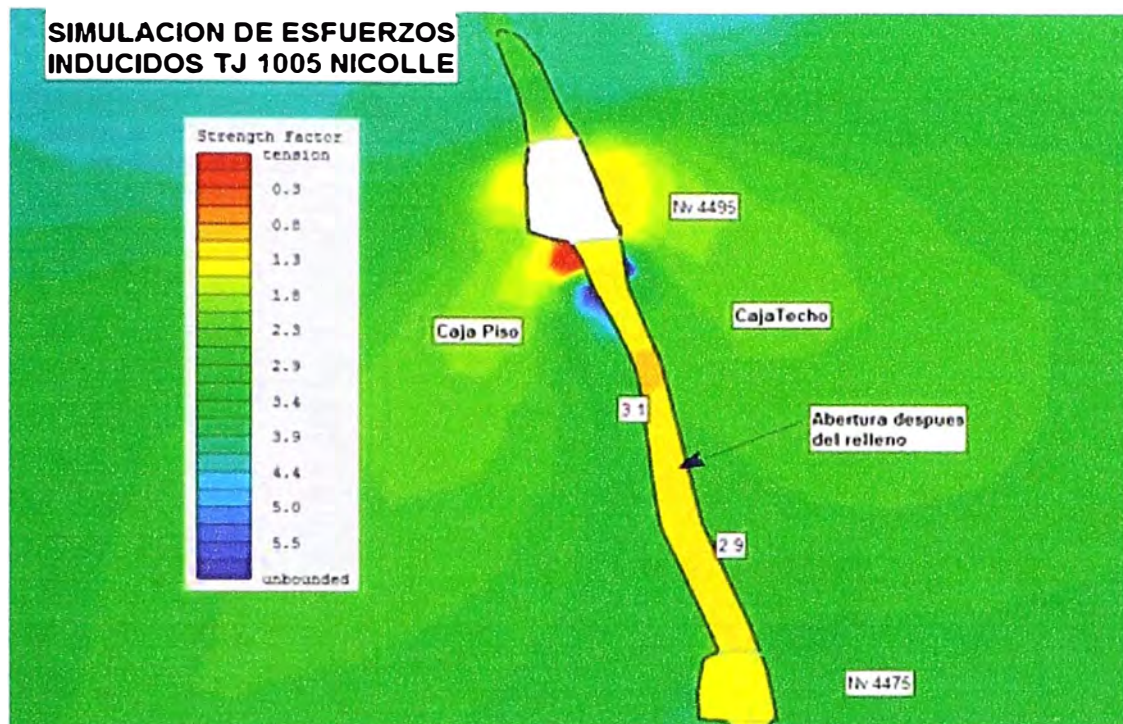 SIMULACION DE ESFUERZOS
INDUCIDOS TJ 1005 NICOLLE
Strength Factor
tension
0.3
0.8
1.3
1.8
2.3
2.9
3.4
3.9
4.4
5.0
5.5
unbounded
Nv 4495
Caja Piso
CajaTecho
3.1
Abertura despues
del relleno
2.9
Nv 4475